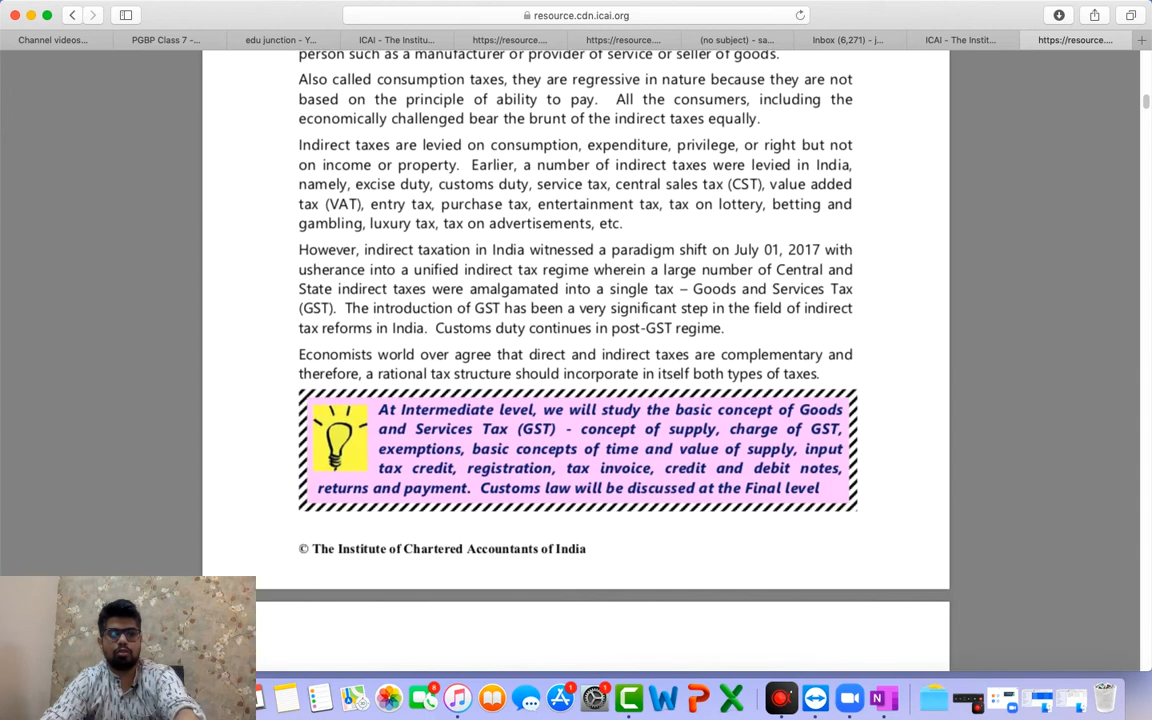 resource.cdn.icai.org
Channel videos...
PGBP Class 7 -...
edu junction - Y...
ICAI - The Institu...
https://resource....
https://resource....
(no subject) - sa...
Inbox (6,271) - j...
ICAI - The Instit...
https://resource....
person such as a manufacturer or provider of service or seller of goods.
Also called consumption taxes, they are regressive in nature because they are not
based on the principle of ability to pay. All the consumers, including the
economically challenged bear the brunt of the indirect taxes equally.
Indirect taxes are levied on consumption, expenditure, privilege, or right but not
on income or property. Earlier, a number of indirect taxes were levied in India,
namely, excise duty, customs duty, service tax, central sales tax (CST), value added
tax (VAT), entry tax, purchase tax, entertainment tax, tax on lottery, betting and
gambling, luxury tax, tax on advertisements, etc.
However, indirect taxation in India witnessed a paradigm shift on July 01, 2017 with
usherance into a unified indirect tax regime wherein a large number of Central and
State indirect taxes were amalgamated into a single tax – Goods and Services Tax
(GST). The introduction of GST has been a very significant step in the field of indirect
tax reforms in India. Customs duty continues in post-GST regime.
Economists world over agree that direct and indirect taxes are complementary and
therefore, a rational tax structure should incorporate in itself both types of taxes.
At Intermediate level, we will study the basic concept of Goods
and Services Tax (GST) - concept of supply, charge of GST,
exemptions, basic concepts of time and value of supply, input
tax credit, registration, tax invoice, credit and debit notes,
returns and payment. Customs law will be discussed at the Final level
© The Institute of Chartered Accountants of India